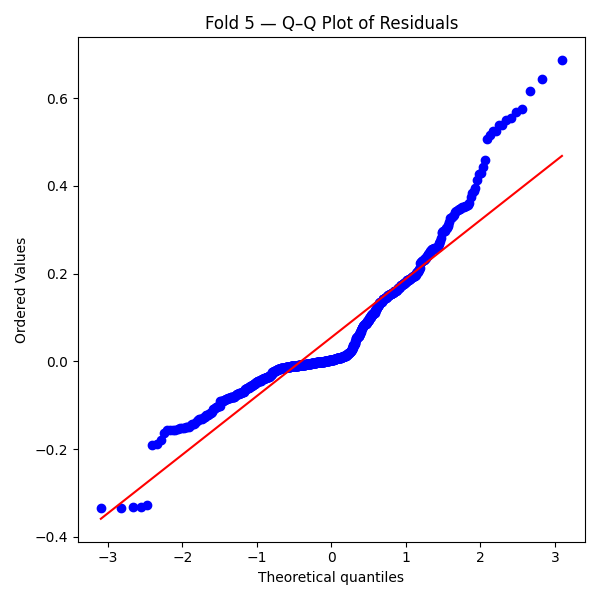 Fold 5 — Q–Q Plot of Residuals
Ordered Values
0.6
0.4
0.2
0.0
−0.2
−0.4
−3 −2 −1 0 1 2 3
Theoretical quantiles